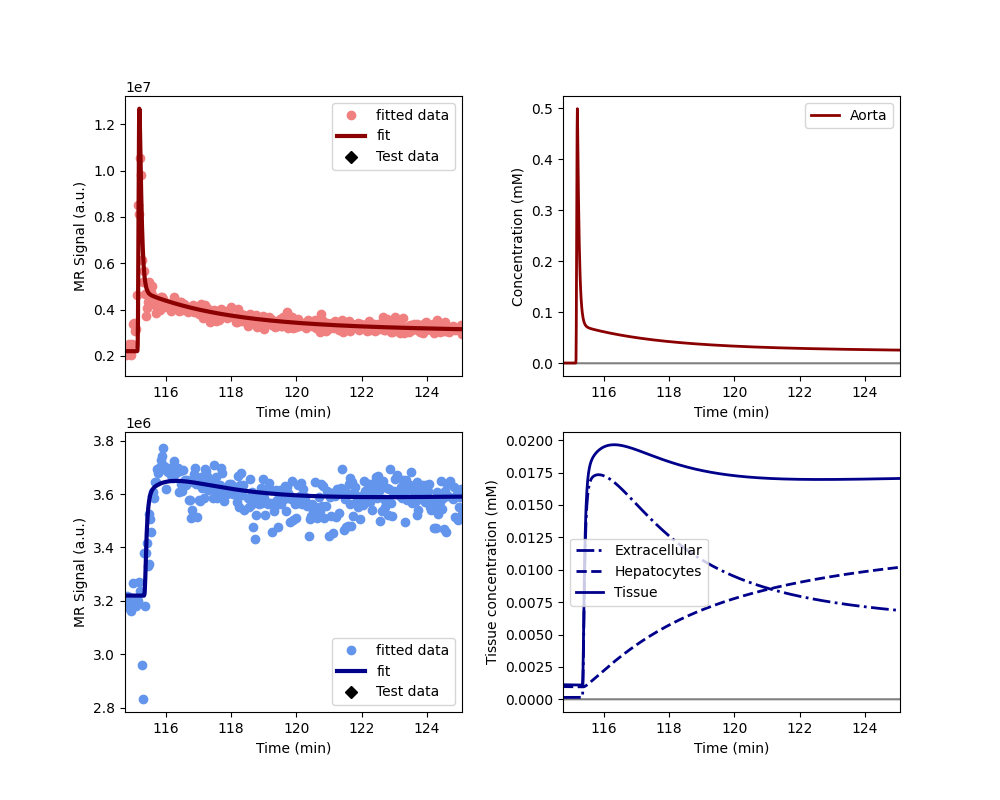 1e7
MR Signal (a.u.)
1.2
1.0
0.8
0.6
0.4
0.2
fitted data
fit
Test data
116 118 120 122 124
Time (min)
Concentration (mM)
0.5
0.4
0.3
0.2
0.1
0.0
Aorta
116 118 120 122 124
Time (min)
1e6
MR Signal (a.u.)
3.8
3.6
3.4
3.2
3.0
2.8
fitted data
fit
Test data
116 118 120 122 124
Time (min)
Tissue concentration (mM)
0.0200
0.0175
0.0150
0.0125
0.0100
0.0075
0.0050
0.0025
0.0000
Extracellular
Hepatocytes
Tissue
116 118 120 122 124
Time (min)